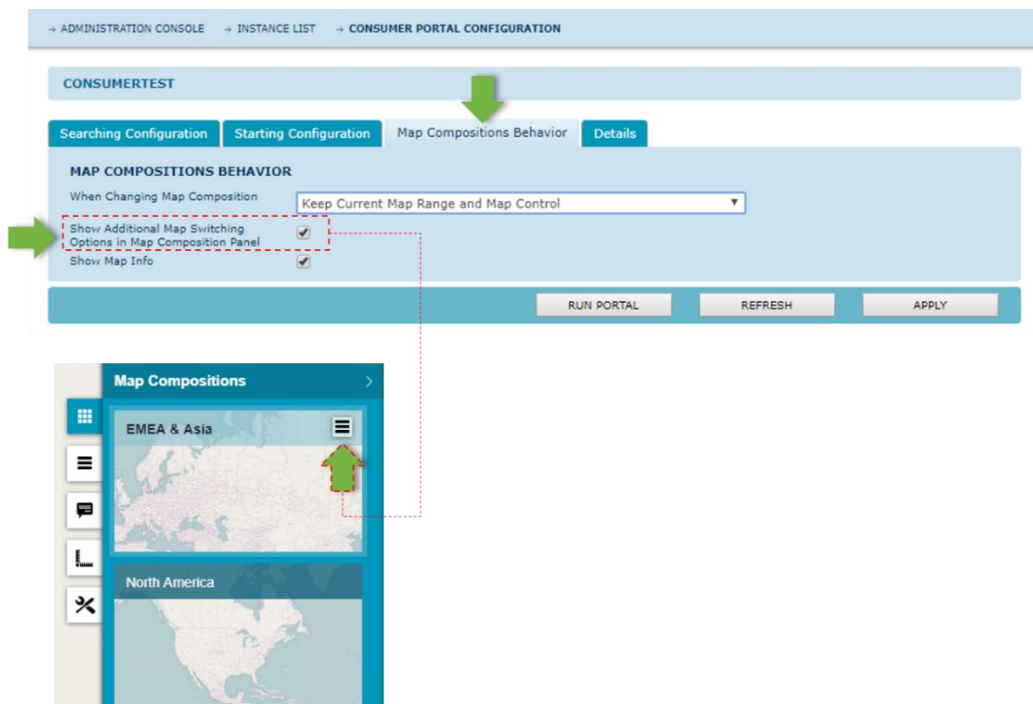 → ADMINISTRATION CONSOLE → INSTANCE LIST → CONSUMER PORTAL CONFIGURATION
CONSUMERTEST
Searching Configuration Starting Configuration Map Compositions Behavior Details
MAP COMPOSITIONS BEHAVIOR
When Changing Map Composition Keep Current Map Range and Map Control
Show Additional Map Switching
Options in Map Composition Panel
Show Map Info
RUN PORTAL REFRESH APPLY
Map Compositions
EMEA & Asia
North America